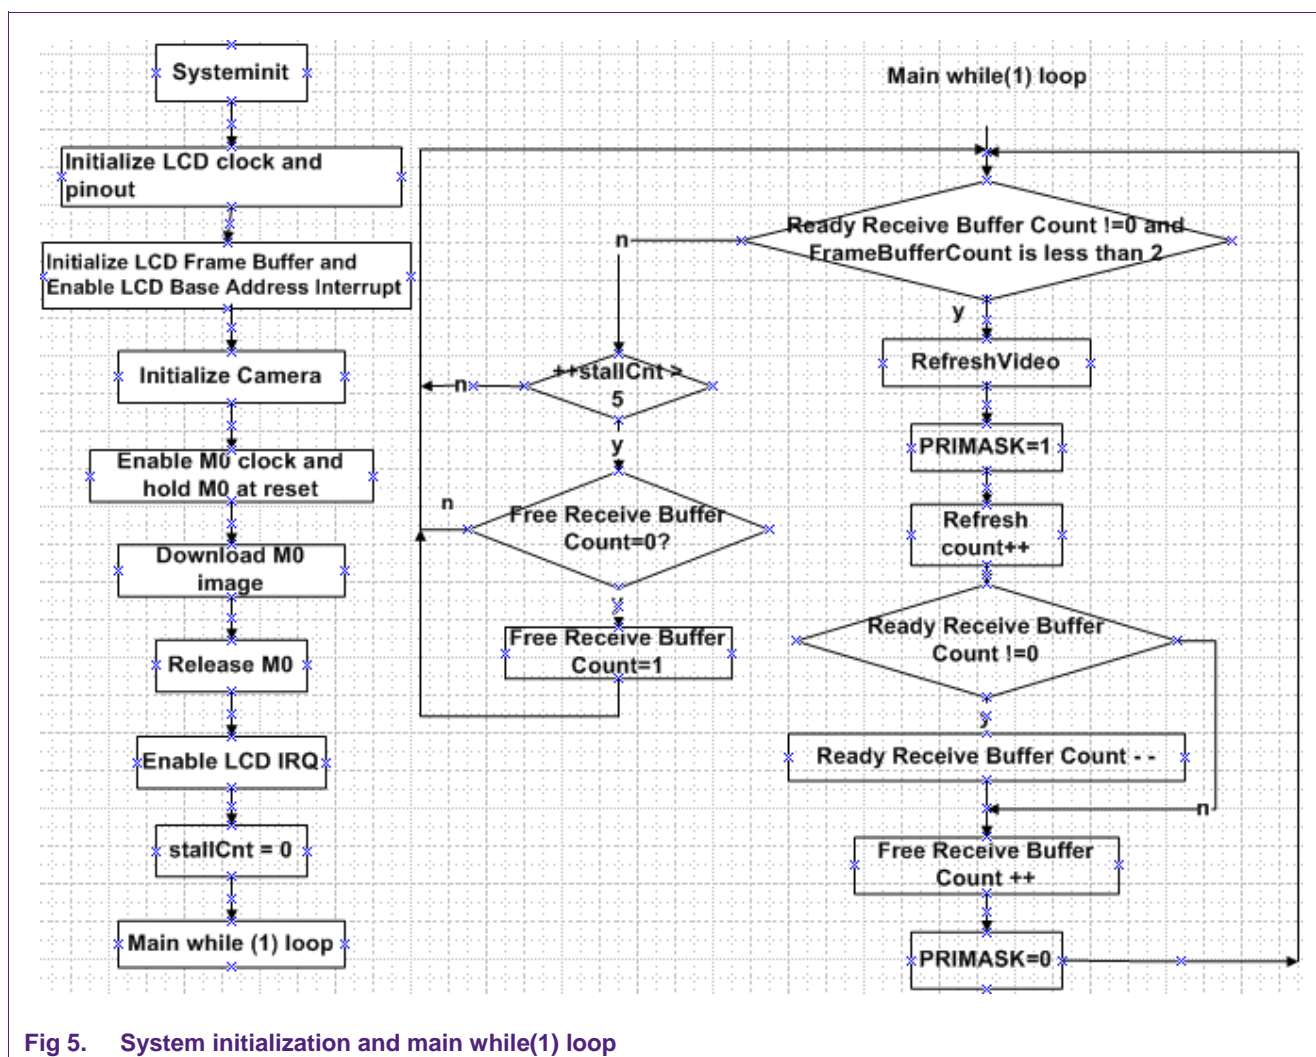 Systeminit
Initialize LCD clock and
pinout
Initialize LCD Frame Buffer and
Enable LCD Base Address Interrupt
Initialize Camera
Enable M0 clock and
hold M0 at reset
Download M0
image
Release M0
Enable LCD IRQ
stallCnt = 0
Main while (1) loop
Main while(1) loop
Ready Receive Buffer Count !=0 and
FrameBufferCount is less than 2
n
y
++stallCnt >
5
n
y
Free Receive Buffer
Count=0?
n
y
Free Receive Buffer
Count=1
RefreshVideo
PRIMASK=1
Refresh
count++
Ready Receive Buffer
Count !=0
y
Ready Receive Buffer Count - -
n
Free Receive Buffer
Count ++
PRIMASK=0
Fig 5. System initialization and main while(1) loop